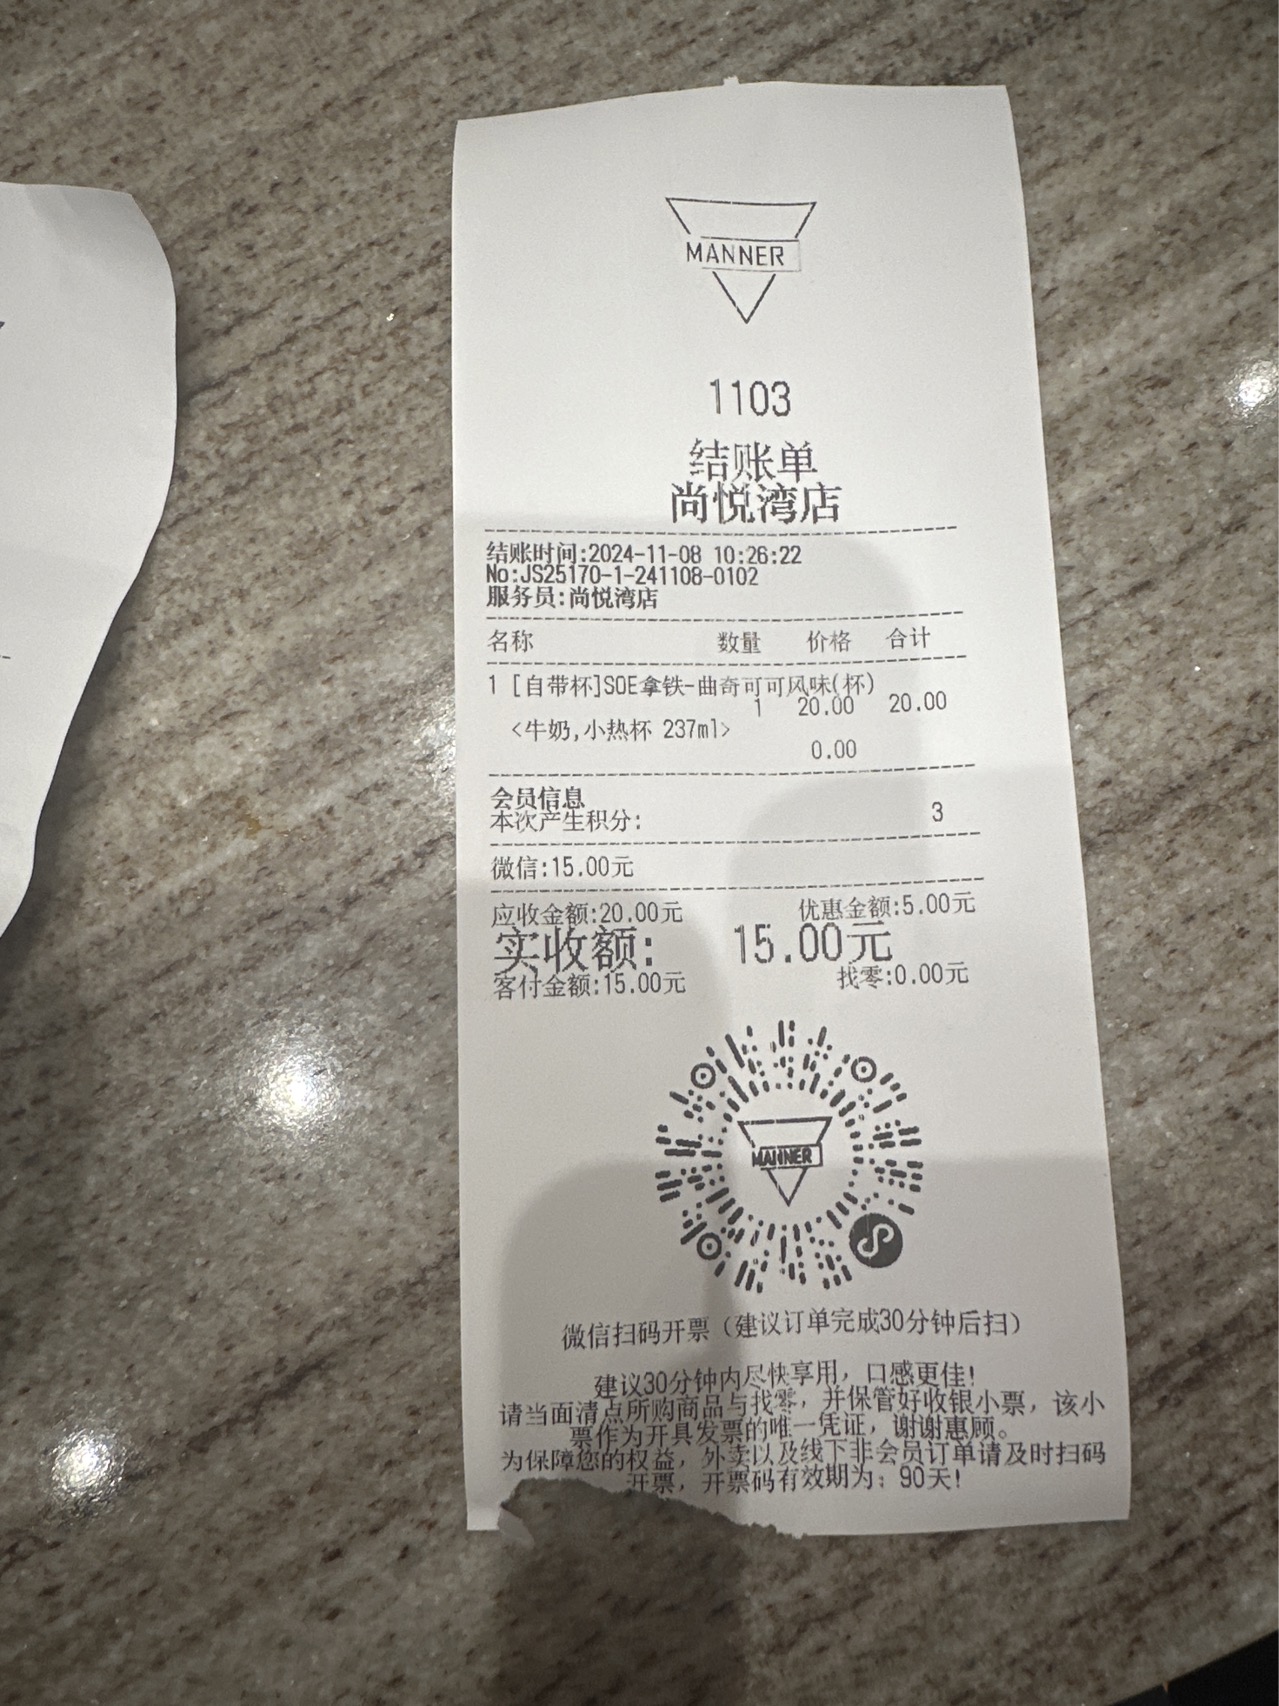 MANNER
1103
结账单
尚悦湾店
结账时间:2024-11-08 10:26:22
No:JS25170-1-241108-0102
服务员:尚悦湾店
名称 数量 价格 合计
1 [自带杯]SOE拿铁-曲奇可可风味(杯)
1 20.00 20.00
<牛奶,小热杯 237ml>
0.00
会员信息
本次产生积分: 3
微信:15.00元
应收金额:20.00元 优惠金额:5.00元
实收额: 15.00元
客付金额:15.00元 找零:0.00元
MANNER
微信扫码开票（建议订单完成30分钟后扫）
建议30分钟内尽快享用，口感更佳！
请当面清点所购商品与找零，并保管好收银小票，该小
票作为开具发票的唯一凭证，谢谢惠顾。
为保障您的权益，外卖以及线下非会员订单请及时扫码
开票，开票码有效期为：90天！